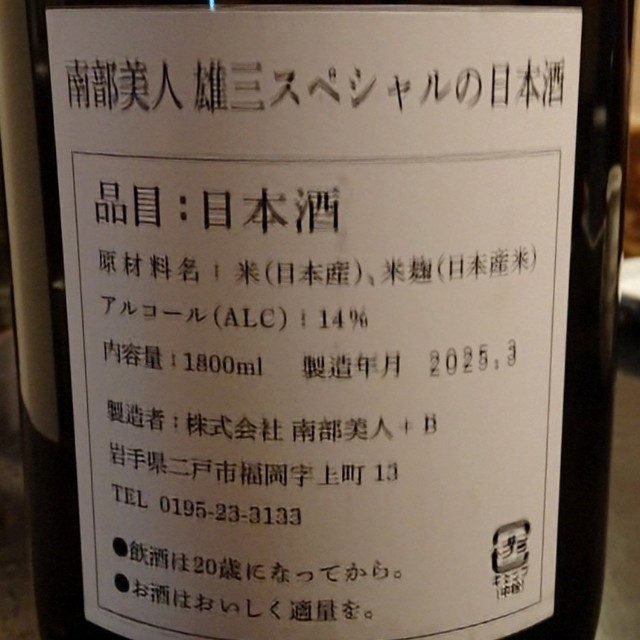 南部美人 雄三スペシャルの日本酒
品目：日本酒
原材料名：米(日本産)、米麹(日本産米)
アルコール(ALC)：14%
内容量：1800ml 製造年月 2025.3
製造者：株式会社 南部美人＋B
岩手県二戸市福岡字上町13
TEL 0195-23-3133
●飲酒は20歳になってから。
●お酒はおいしく適量を。